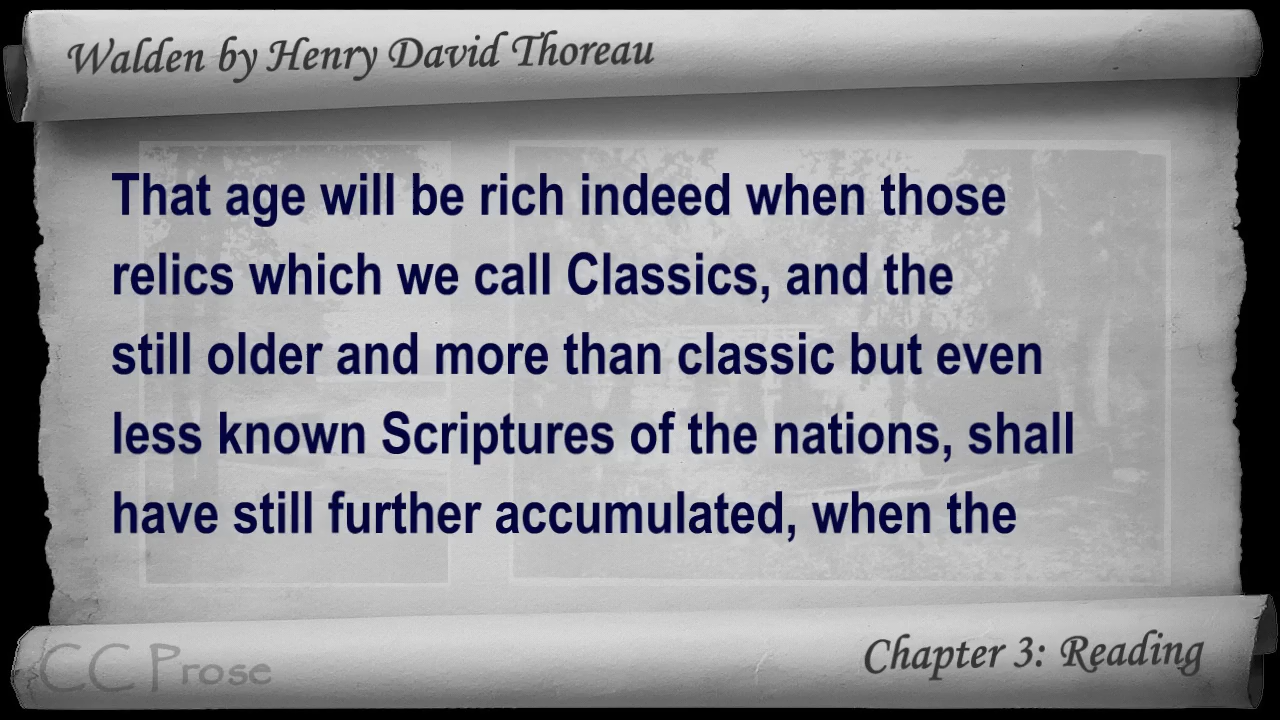 Walden by Henry David Thoreau
That age will be rich indeed when those
relics which we call Classics, and the
still older and more than classic but even
less known Scriptures of the nations, shall
have still further accumulated, when the
CC Prose
Chapter 3: Reading